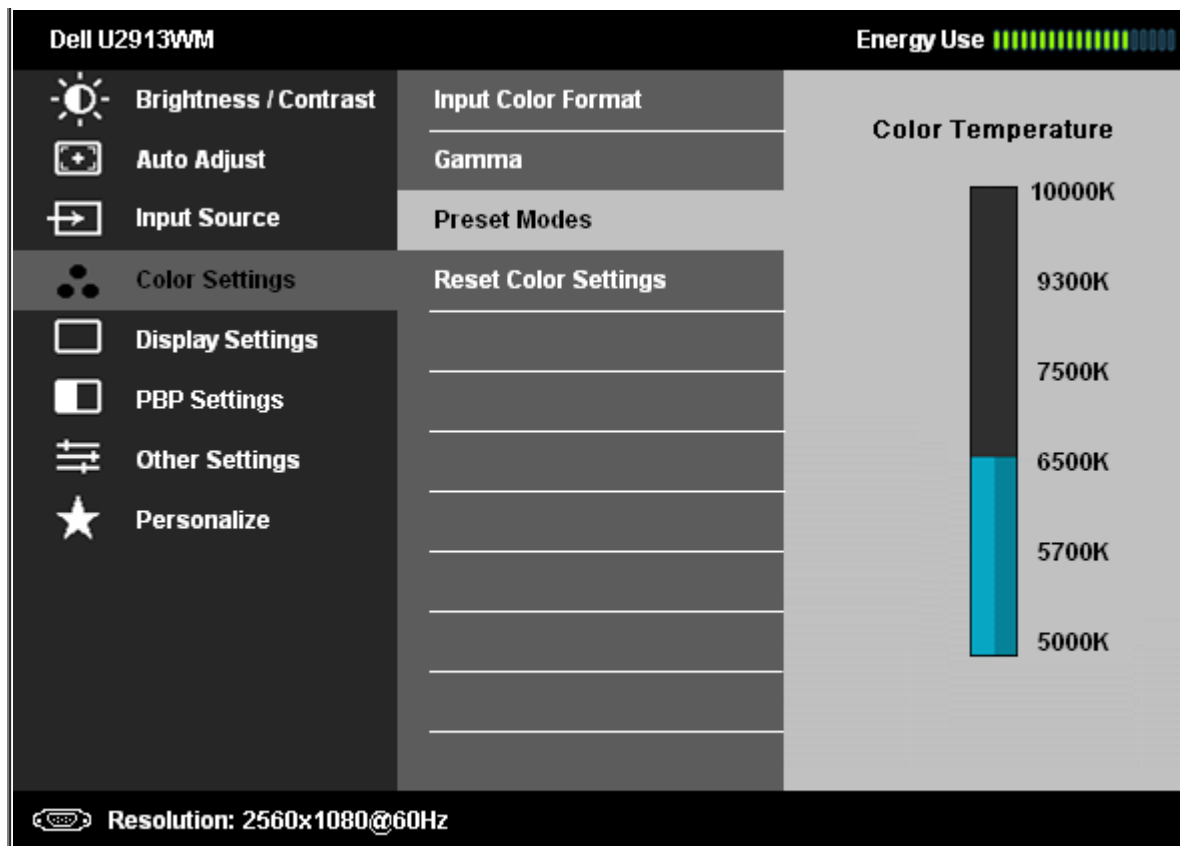 Dell U2913WM
Energy Use
Brightness / Contrast
Auto Adjust
Input Source
Color Settings
Display Settings
PBP Settings
Other Settings
Personalize
Input Color Format
Gamma
Preset Modes
Reset Color Settings
Color Temperature
10000K
9300K
7500K
6500K
5700K
5000K
Resolution: 2560x1080@60Hz